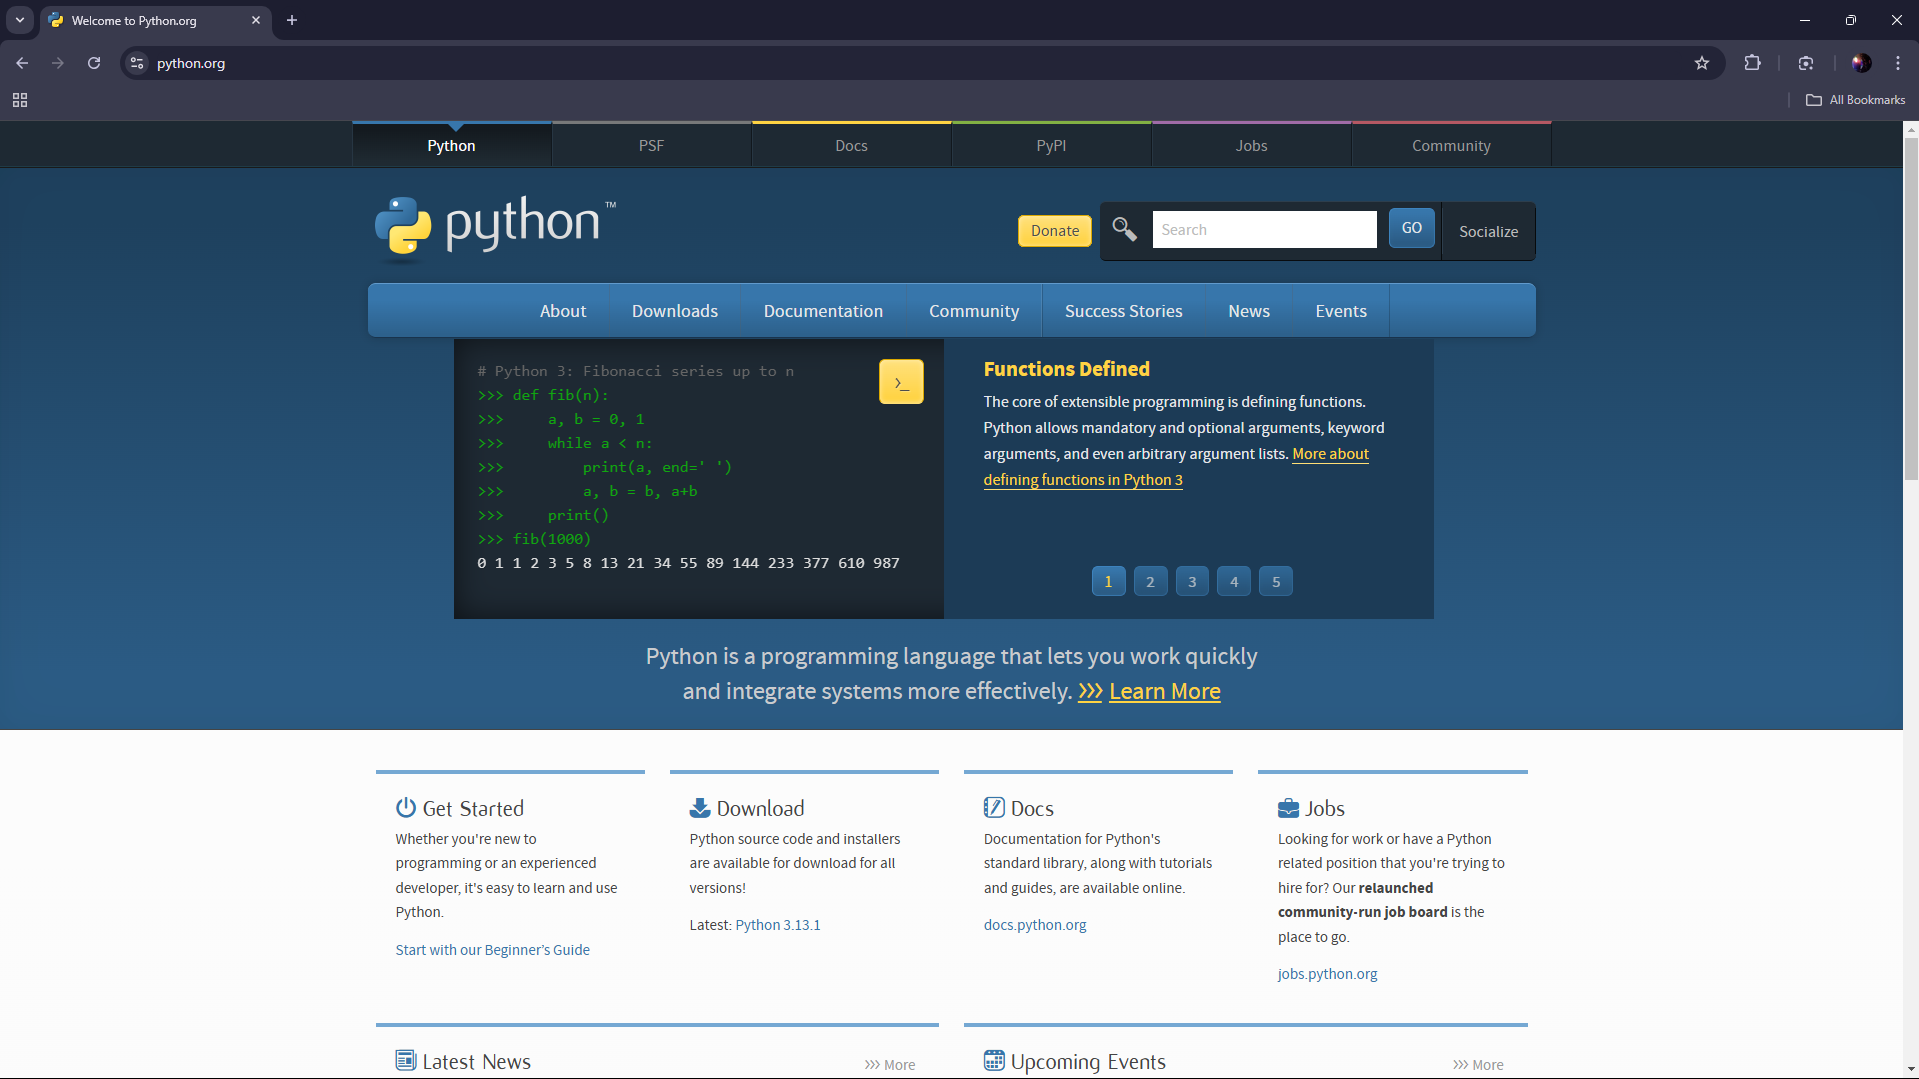 Welcome to Python.org
python.org
All Bookmarks
Python
PSF
Docs
PyPI
Jobs
Community
python™
Donate
Search
GO
Socialize
About
Downloads
Documentation
Community
Success Stories
News
Events
# Python 3: Fibonacci series up to n
>>> def fib(n):
>>>     a, b = 0, 1
>>>     while a < n:
>>>         print(a, end=' ')
>>>         a, b = b, a+b
>>>     print()
>>> fib(1000)
0 1 1 2 3 5 8 13 21 34 55 89 144 233 377 610 987
>_
Functions Defined
The core of extensible programming is defining functions.
Python allows mandatory and optional arguments, keyword
arguments, and even arbitrary argument lists. More about
defining functions in Python 3
1 2 3 4 5
Python is a programming language that lets you work quickly
and integrate systems more effectively. >>> Learn More
Get Started
Whether you're new to
programming or an experienced
developer, it's easy to learn and use
Python.
Start with our Beginner’s Guide
Download
Python source code and installers
are available for download for all
versions!
Latest: Python 3.13.1
Docs
Documentation for Python's
standard library, along with tutorials
and guides, are available online.
docs.python.org
Jobs
Looking for work or have a Python
related position that you're trying to
hire for? Our relaunched
community-run job board is the
place to go.
jobs.python.org
Latest News
>>> More
Upcoming Events
>>> More